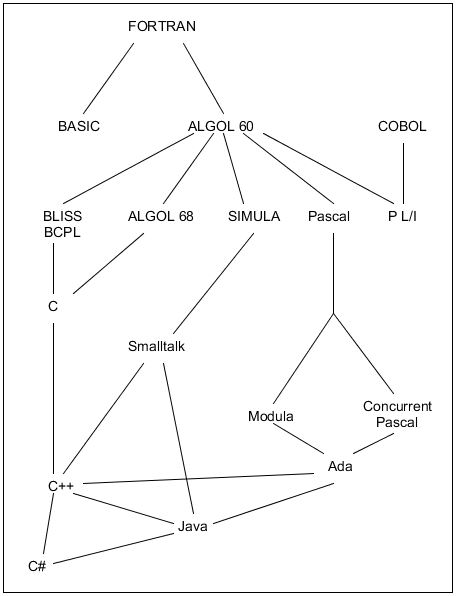 FORTRAN
BASIC
ALGOL 60
COBOL
BLISS
BCPL
ALGOL 68
SIMULA
Pascal
P L/I
C
Smalltalk
Modula
Concurrent
Pascal
Ada
C++
Java
C#